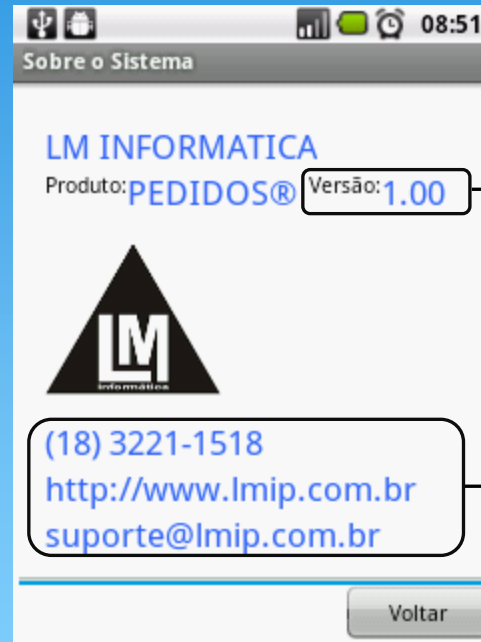 08:51
Sobre o Sistema
LM INFORMATICA
Produto: PEDIDOS® Versão: 1.00
LM
informática
(18) 3221-1518
http://www.lmip.com.br
suporte@lmip.com.br
Voltar